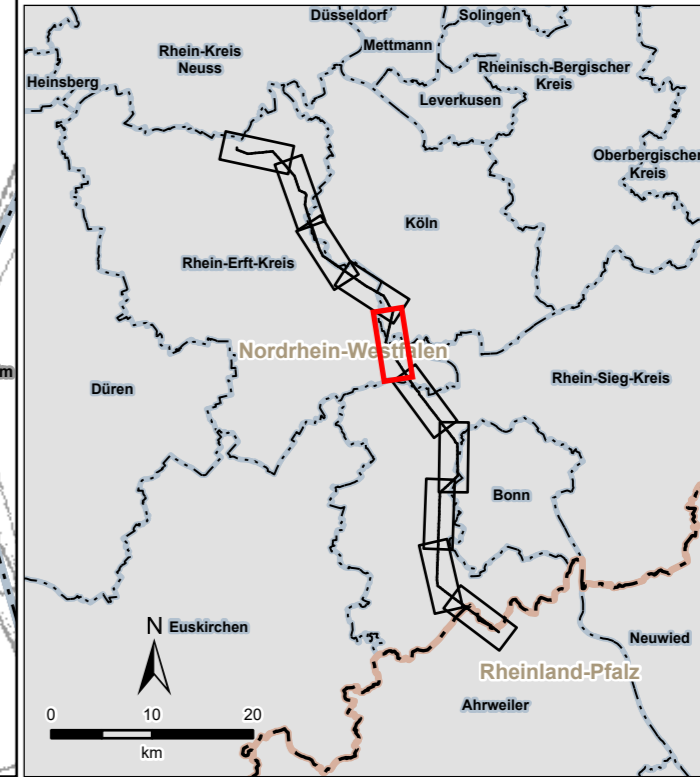 Düsseldorf
Solingen
Mettmann
Rhein-Kreis
Neuss
Rheinisch-Bergischer
Kreis
Heinsberg
Leverkusen
Oberbergischer
Kreis
Köln
Rhein-Erft-Kreis
Nordrhein-Westfalen
m
Düren
Rhein-Sieg-Kreis
Bonn
N
Euskirchen
Neuwied
Rheinland-Pfalz
Ahrweiler
0 10 20
km